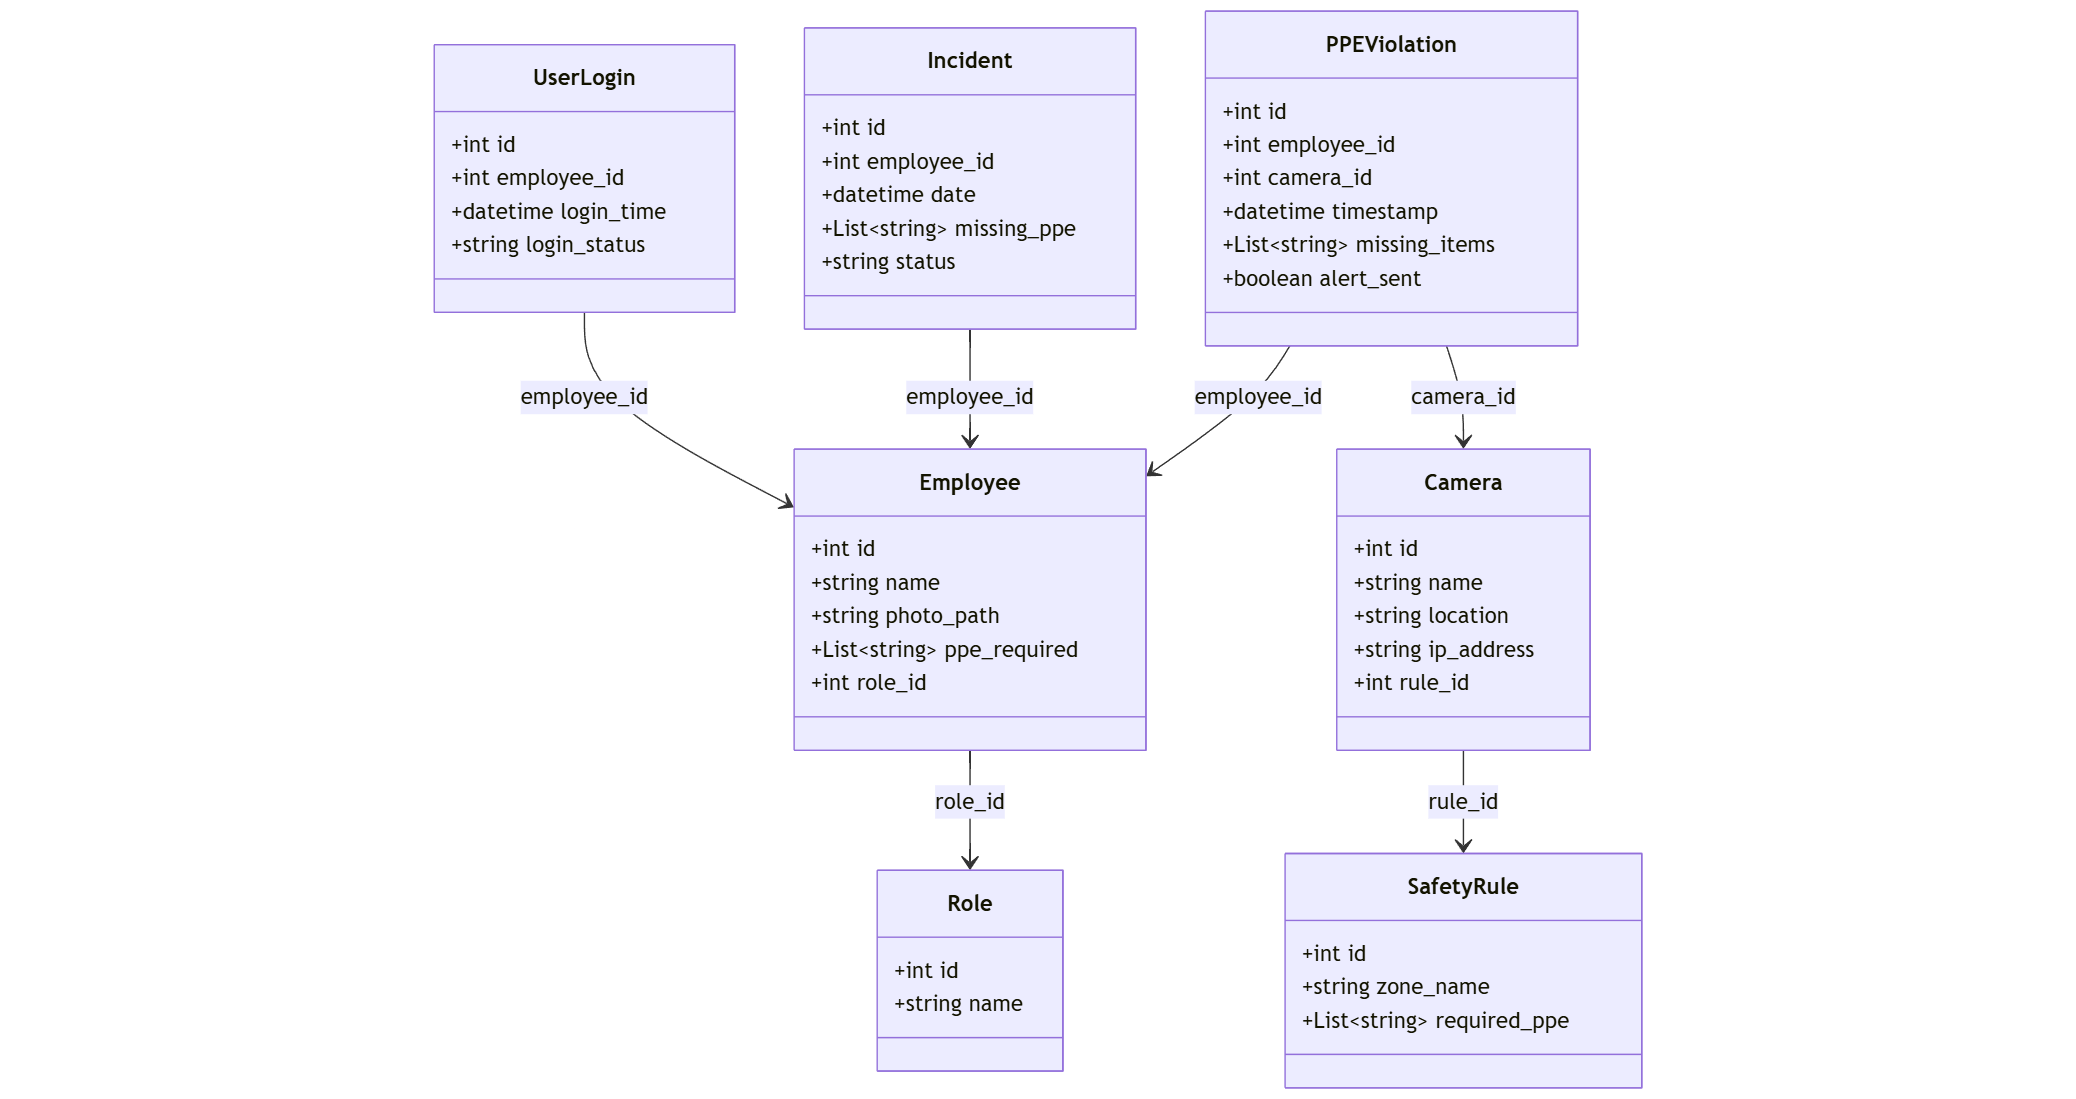 UserLogin
+int id
+int employee_id
+datetime login_time
+string login_status
Incident
+int id
+int employee_id
+datetime date
+List<string> missing_ppe
+string status
PPEViolation
+int id
+int employee_id
+int camera_id
+datetime timestamp
+List<string> missing_items
+boolean alert_sent
employee_id
employee_id
employee_id
camera_id
Employee
+int id
+string name
+string photo_path
+List<string> ppe_required
+int role_id
Camera
+int id
+string name
+string location
+string ip_address
+int rule_id
role_id
rule_id
Role
+int id
+string name
SafetyRule
+int id
+string zone_name
+List<string> required_ppe